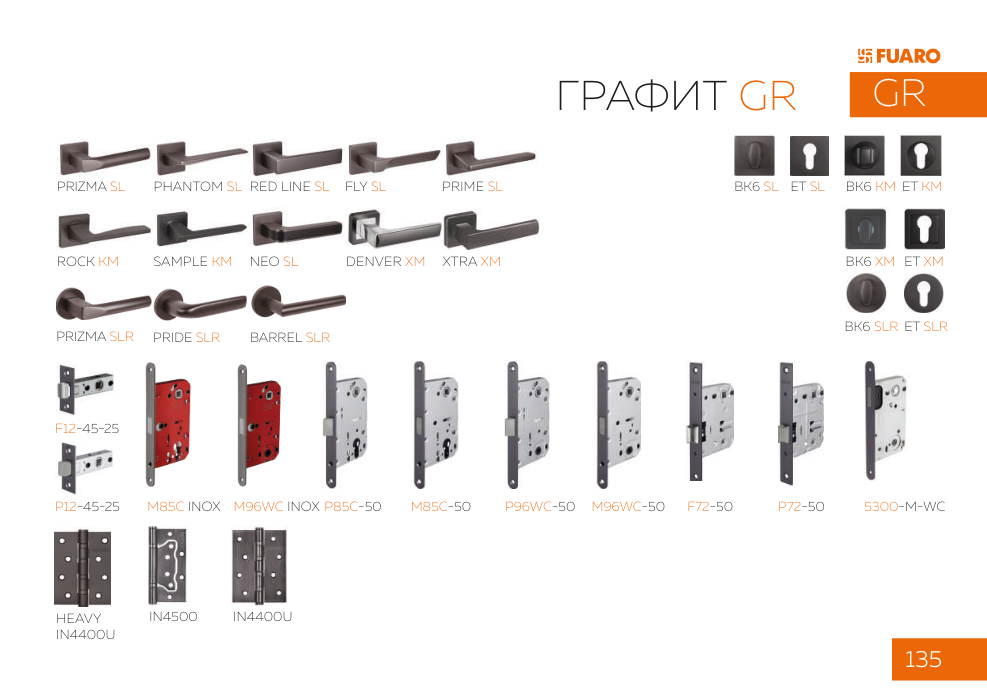 FUARO
ГРАФИТ GR
GR
PRIZMA SL
PHANTOM SL
RED LINE SL
FLY SL
PRIME SL
BK6 SL
ET SL
BK6 KM
ET KM
ROCK KM
SAMPLE KM
NEO SL
DENVER XM
XTRA XM
BK6 XM
ET XM
PRIZMA SLR
PRIDE SLR
BARREL SLR
BK6 SLR
ET SLR
F12-45-25
P12-45-25
M85C INOX
M96WC INOX
P85C-50
M85C-50
P96WC-50
M96WC-50
F72-50
P72-50
5300-M-WC
HEAVY
IN4400U
IN4500
IN4400U
135